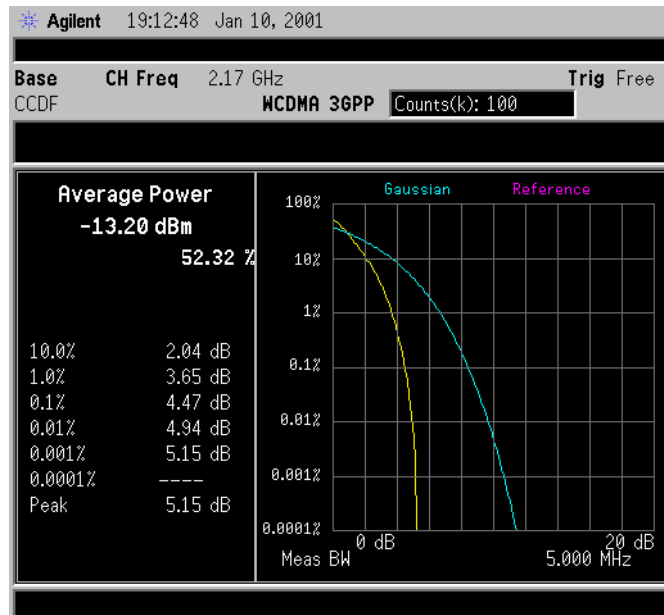 Agilent 19:12:48 Jan 10, 2001
Base CH Freq 2.17 GHz Trig Free
CCDF WCDMA 3GPP Counts(k): 100
Average Power
-13.20 dBm
52.32 %
10.0% 2.04 dB
1.0% 3.65 dB
0.1% 4.47 dB
0.01% 4.94 dB
0.001% 5.15 dB
0.0001% ----
Peak 5.15 dB
Gaussian Reference
100%
10%
1%
0.1%
0.01%
0.001%
0.0001%
0 dB 20 dB
Meas BW 5.000 MHz